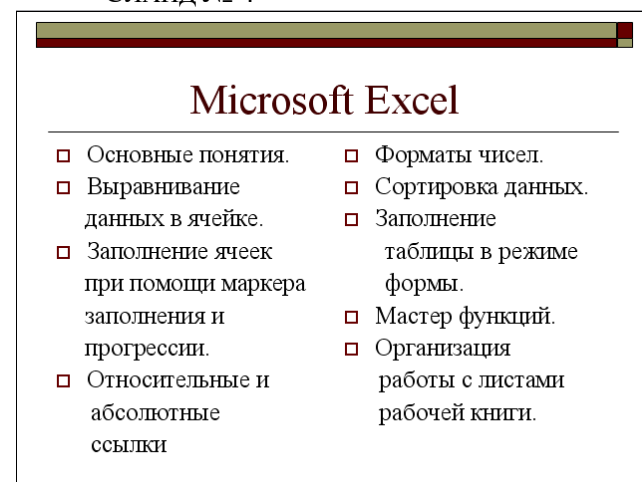 Microsoft Excel
Основные понятия.
Выравнивание
данных в ячейке.
Заполнение ячеек
при помощи маркера
заполнения и
прогрессии.
Относительные и
абсолютные
ссылки
Форматы чисел.
Сортировка данных.
Заполнение
таблицы в режиме
формы.
Мастер функций.
Организация
работы с листами
рабочей книги.